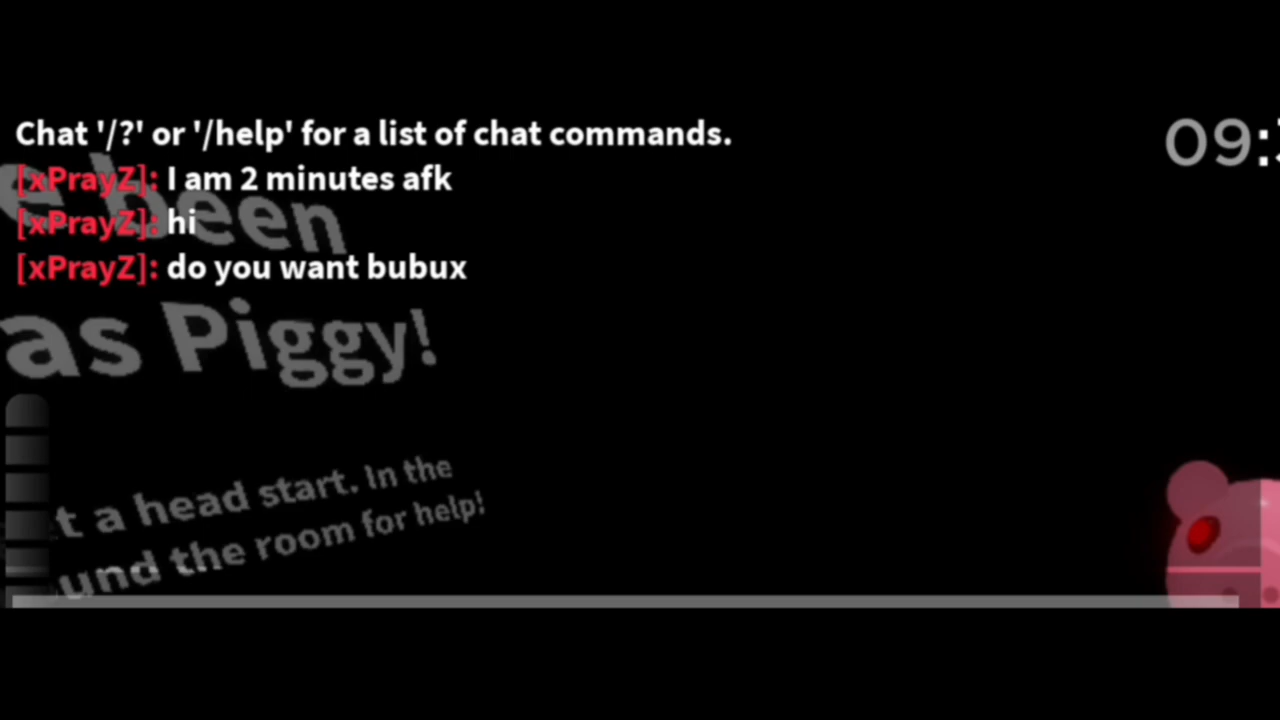 Chat '/?' or '/help' for a list of chat commands.
[xPrayZ]: I am 2 minutes afk
been
[xPrayZ]: hi
[xPrayZ]: do you want bubux
as Piggy!
a head start. In the
the room for help!
09: